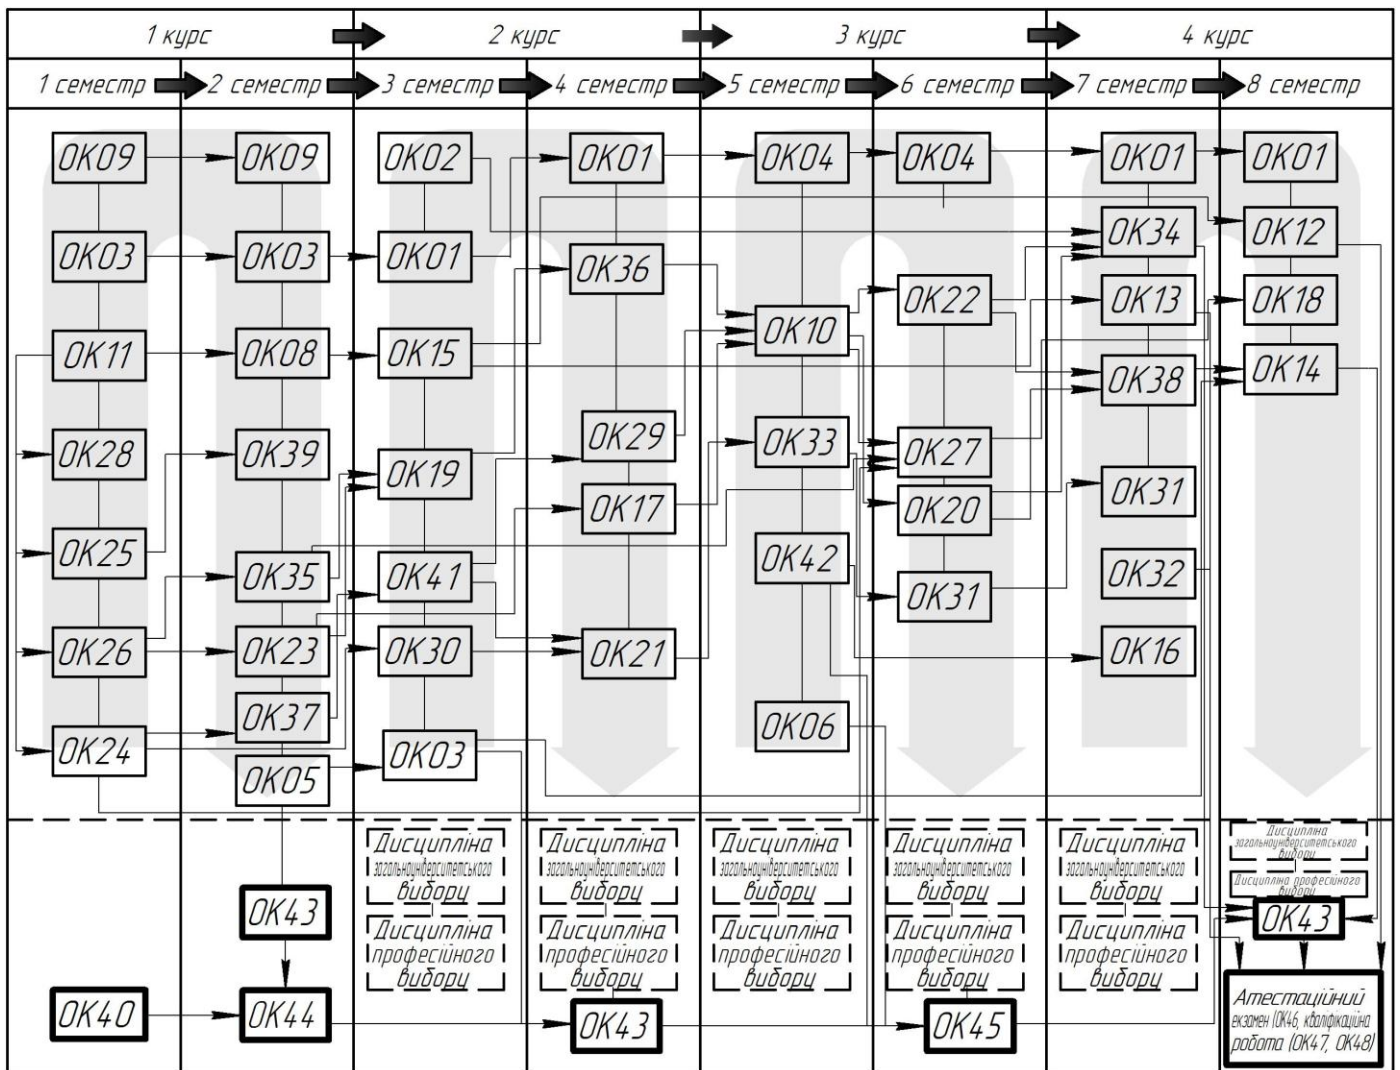 1 курс
2 курс
3 курс
4 курс
1 семестр
2 семестр
3 семестр
4 семестр
5 семестр
6 семестр
7 семестр
8 семестр
ОК09
ОК03
ОК11
ОК28
ОК25
ОК26
ОК24
ОК40
ОК09
ОК03
ОК08
ОК39
ОК35
ОК23
ОК37
ОК05
ОК43
ОК44
ОК02
ОК01
ОК15
ОК19
ОК41
ОК30
ОК03
Дисципліна
загальноуніверситетського
вибору
Дисципліна
професійного
вибору
ОК01
ОК36
ОК29
ОК17
ОК21
Дисципліна
загальноуніверситетського
вибору
Дисципліна
професійного
вибору
ОК43
ОК04
ОК10
ОК33
ОК42
ОК06
Дисципліна
загальноуніверситетського
вибору
Дисципліна
професійного
вибору
ОК04
ОК22
ОК27
ОК20
ОК31
Дисципліна
загальноуніверситетського
вибору
Дисципліна
професійного
вибору
ОК45
ОК01
ОК34
ОК13
ОК38
ОК31
ОК32
ОК16
Дисципліна
загальноуніверситетського
вибору
Дисципліна
професійного
вибору
ОК01
ОК12
ОК18
ОК14
Дисципліна
загальноуніверситетського
вибору
Дисципліна професійного
вибору
ОК43
Атестаційний
екзамен (ОК46, кваліфікаційна
робота (ОК47, ОК48)